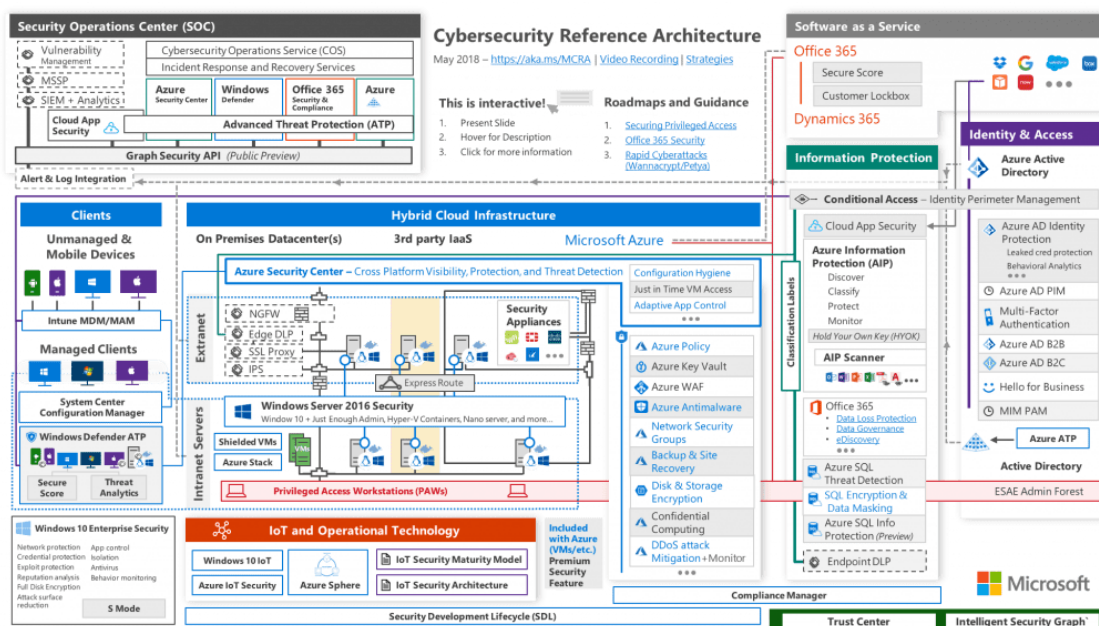 Security Operations Center (SOC)
Vulnerability
Management
MSSP
SIEM + Analytics
Cybersecurity Operations Service (COS)
Incident Response and Recovery Services
Azure
Security Center
Windows
Defender
Office 365
Security &
Compliance
Azure
Cloud App
Security
Advanced Threat Protection (ATP)
Graph Security API (Public Preview)
Alert & Log Integration
Cybersecurity Reference Architecture
May 2018 – https://aka.ms/MCRA | Video Recording | Strategies
This is interactive!
1. Present Slide
2. Hover for Description
3. Click for more information
Roadmaps and Guidance
1. Securing Privileged Access
2. Office 365 Security
3. Rapid Cyberattacks
(Wannacrypt/Petya)
Software as a Service
Office 365
Secure Score
Customer Lockbox
Dynamics 365
salesforce
box
now
Identity & Access
Azure Active
Directory
Information Protection
Conditional Access – Identity Perimeter Management
Clients
Unmanaged &
Mobile Devices
Intune MDM/MAM
Managed Clients
System Center
Configuration Manager
Windows Defender ATP
Secure
Score
Threat
Analytics
Hybrid Cloud Infrastructure
On Premises Datacenter(s)
3rd party IaaS
Microsoft Azure
Azure Security Center – Cross Platform Visibility, Protection, and Threat Detection
Configuration Hygiene
Just in Time VM Access
Adaptive App Control
Extranet
NGFW
Edge DLP
SSL Proxy
IPS
Security
Appliances
Express Route
Intranet Servers
Windows Server 2016 Security
Window 10 + Just Enough Admin, Hyper-V Containers, Nano server, and more...
Shielded VMs
Azure Stack
VMs
Privileged Access Workstations (PAWs)
Azure Policy
Azure Key Vault
Azure WAF
Azure Antimalware
Network Security
Groups
Backup & Site
Recovery
Disk & Storage
Encryption
Confidential
Computing
DDoS attack
Mitigation +Monitor
Classification Labels
Cloud App Security
Azure Information
Protection (AIP)
Discover
Classify
Protect
Monitor
Hold Your Own Key (HYOK)
AIP Scanner
Office 365
Data Loss Protection
Data Governance
eDiscovery
Azure SQL
Threat Detection
SQL Encryption &
Data Masking
Azure SQL Info
Protection (Preview)
Endpoint DLP
Azure AD Identity
Protection
Leaked cred protection
Behavioral Analytics
Azure AD PIM
Multi-Factor
Authentication
Azure AD B2B
Azure AD B2C
Hello for Business
MIM PAM
Azure ATP
Active Directory
ESAE Admin Forest
Windows 10 Enterprise Security
Network protection
Credential protection
Exploit protection
Reputation analysis
Full Disk Encryption
Attack surface
reduction
App control
Isolation
Antivirus
Behavior monitoring
S Mode
IoT and Operational Technology
Windows 10 IoT
Azure IoT Security
Azure Sphere
IoT Security Maturity Model
IoT Security Architecture
Included
with Azure
(VMs/etc.)
Premium
Security
Feature
Security Development Lifecycle (SDL)
Compliance Manager
Microsoft
Trust Center
Intelligent Security Graph`